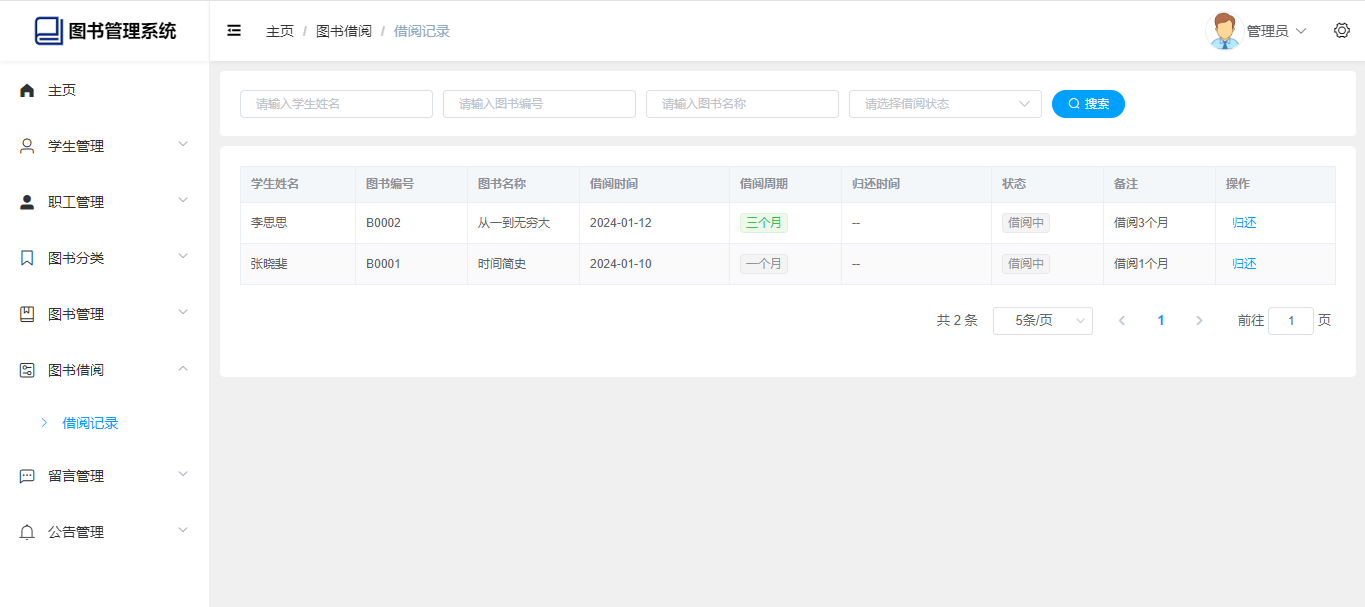 图书管理系统
主页 / 图书借阅 / 借阅记录
管理员
主页
学生管理
职工管理
图书分类
图书管理
图书借阅
借阅记录
留言管理
公告管理
请输入学生姓名 请输入图书编号 请输入图书名称 请选择借阅状态 搜索
学生姓名 图书编号 图书名称 借阅时间 借阅周期 归还时间 状态 备注 操作
李思思 B0002 从一到无穷大 2024-01-12 三个月 -- 借阅中 借阅3个月 归还
张晓斐 B0001 时间简史 2024-01-10 一个月 -- 借阅中 借阅1个月 归还
共 2 条 5条/页 1 前往 1 页